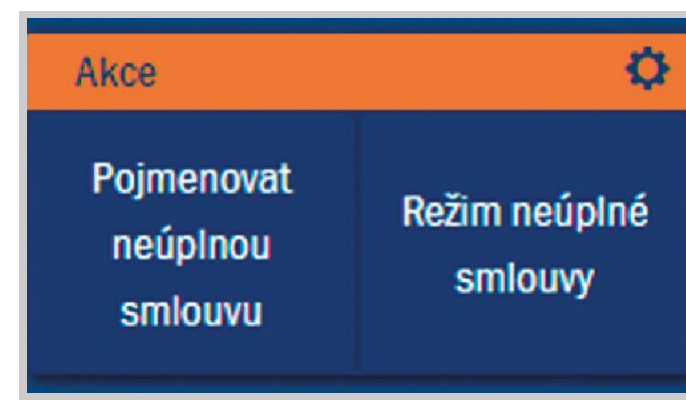 Akce
Pojmenovat
neúplnou
smlouvu
Režim neúplné
smlouvy